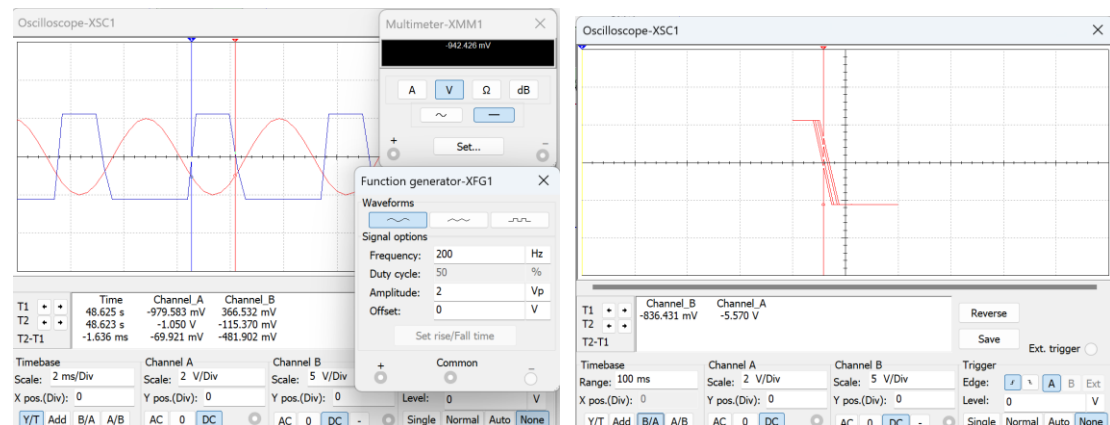 Oscilloscope-XSC1
Time Channel_A Channel_B
T1 48.625 s -979.583 mV 366.532 mV
T2 48.623 s -1.050 V -115.370 mV
T2-T1 -1.636 ms -69.921 mV -481.902 mV
Timebase Channel A Channel B
Scale: 2 ms/Div Scale: 2 V/Div Scale: 5 V/Div Level: 0 V
X pos.(Div): 0 Y pos.(Div): 0 Y pos.(Div): 0
Y/T Add B/A A/B AC 0 DC AC 0 DC - Single Normal Auto None
Multimeter-XMM1
-942.426 mV
A V Ω dB
+ Set... -
Function generator-XFG1
Waveforms
Signal options
Frequency: 200 Hz
Duty cycle: 50 %
Amplitude: 2 Vp
Offset: 0 V
Set rise/Fall time
+ Common -
Oscilloscope-XSC1
Channel_B Channel_A
T1 -836.431 mV -5.570 V
T2
T2-T1
Reverse
Save
Ext. trigger
Timebase Channel A Channel B Trigger
Range: 100 ms Scale: 2 V/Div Scale: 5 V/Div Edge: A B Ext
X pos.(Div): 0 Y pos.(Div): 0 Y pos.(Div): 0 Level: 0 V
Y/T Add B/A A/B AC 0 DC AC 0 DC - Single Normal Auto None